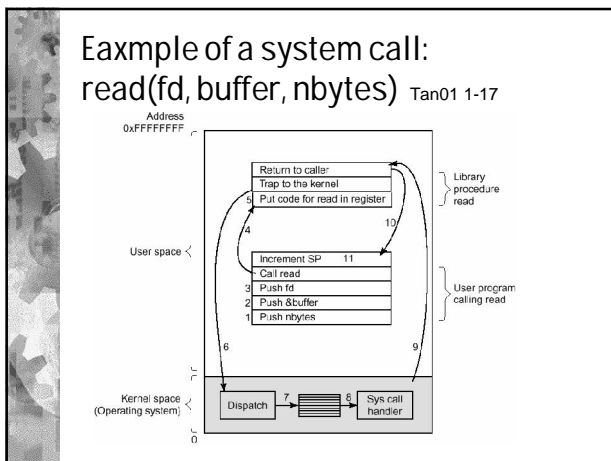 Eaxmple of a system call:
read(fd, buffer, nbytes) Tan01 1-17
Address
0xFFFFFFFF
Return to caller
Trap to the kernel
5 Put code for read in register
Library
procedure
read
4
10
User space
Increment SP 11
Call read
3 Push fd
2 Push &buffer
1 Push nbytes
User program
calling read
6
9
Kernel space
(Operating system)
Dispatch
7
8
Sys call
handler
0